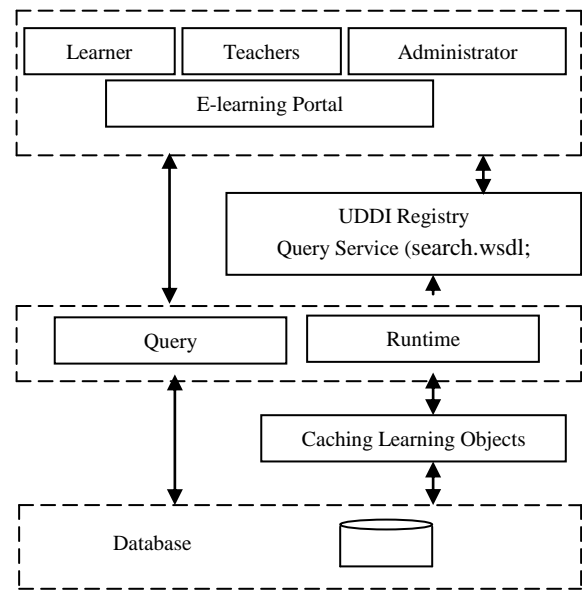 Learner
Teachers
Administrator
E-learning Portal
UDDI Registry
Query Service (search.wsdl;
Query
Runtime
Caching Learning Objects
Database